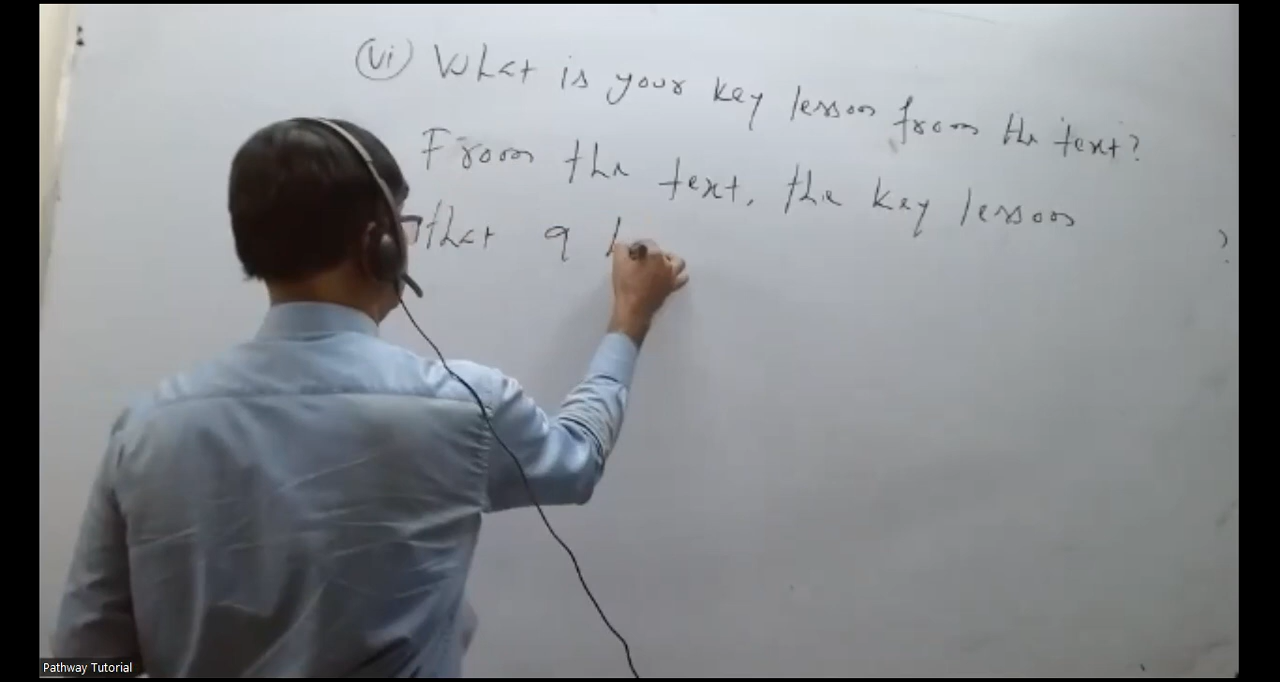 (vi) What is your key lesson from the text?
From the text, the key lesson
that
Pathway Tutorial